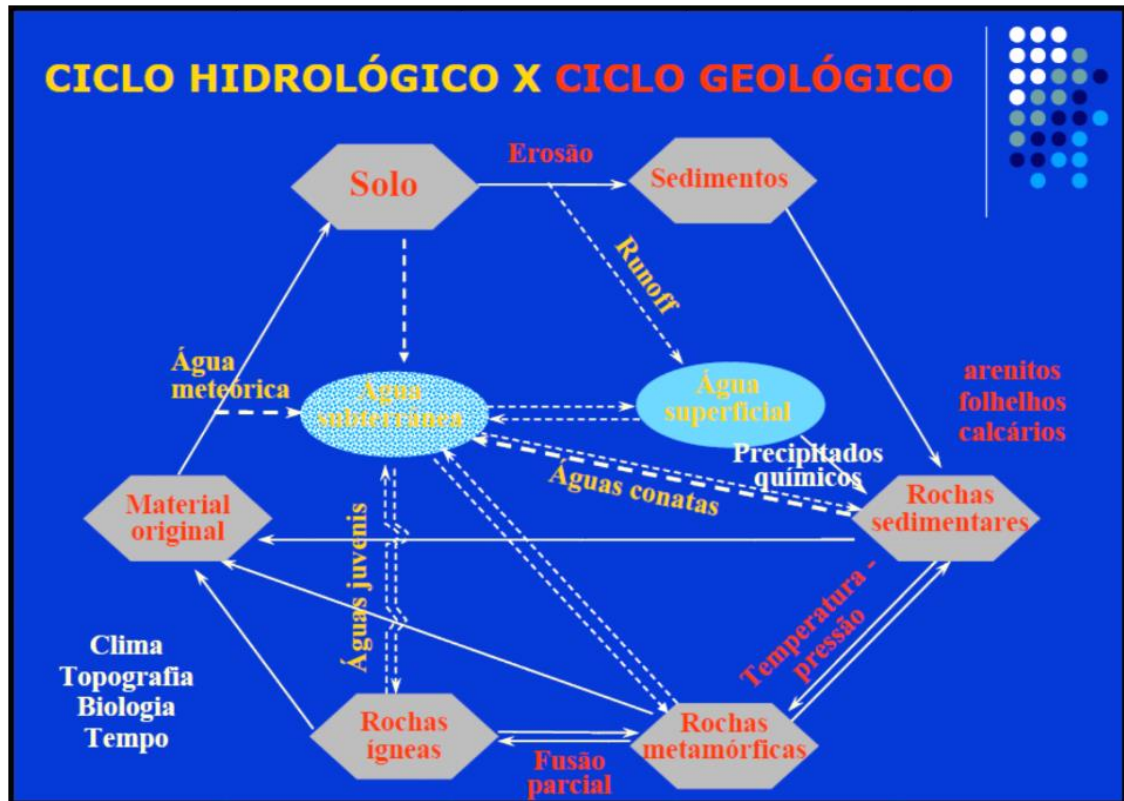 CICLO HIDROLÓGICO X CICLO GEOLÓGICO
Erosão
Solo
Sedimentos
Runoff
Água
meteórica
Água
subterrânea
Água
superficial
arenitos
folhelhos
calcários
Precipitados
químicos
Águas conatas
Material
original
Rochas
sedimentares
Águas juvenis
Temperatura -
pressão
Clima
Topografia
Biologia
Tempo
Rochas
ígneas
Rochas
metamórficas
Fusão
parcial